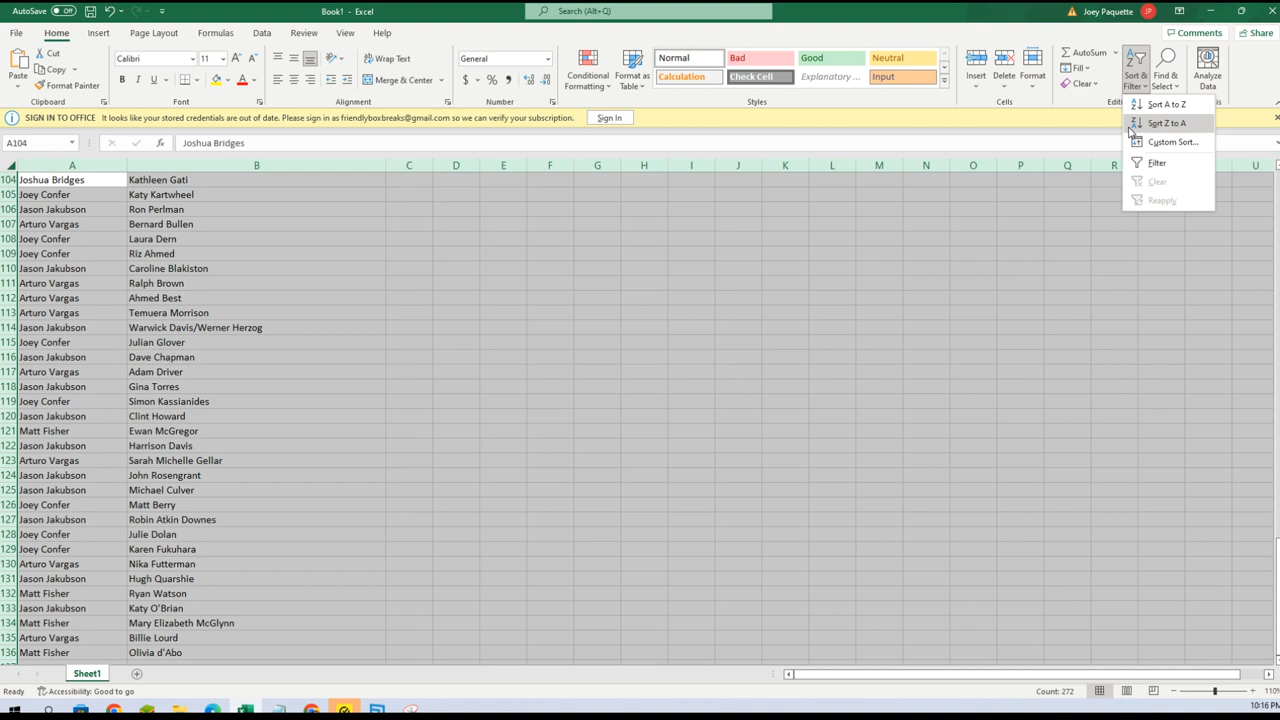 AutoSave Off Book1 - Excel Search (Alt+Q) Joey Paquette JP
File Home Insert Page Layout Formulas Data Review View Help Comments Share
Paste Cut Copy Format Painter Clipboard
Calibri 11 B I U Font
Wrap Text Merge & Center Alignment
General $ % Number
Conditional Formatting Format as Table
Normal Bad Good Neutral
Calculation Check Cell Explanatory ... Input
Styles
Insert Delete Format Cells
AutoSum Fill Clear Sort & Filter Find & Select Analyze Data
Sort A to Z
Sort Z to A
Custom Sort...
Filter
Clear
Reapply
SIGN IN TO OFFICE It looks like your stored credentials are out of date. Please sign in as friendlyboxbreaks@gmail.com so we can verify your subscription. Sign In
A104 fx Joshua Bridges
A B C D E F G H I J K L M N O P Q R U
104 Joshua Bridges Kathleen Gati
105 Joey Confer Katy Kartwheel
106 Jason Jakubson Ron Perlman
107 Arturo Vargas Bernard Bullen
108 Joey Confer Laura Dern
109 Joey Confer Riz Ahmed
110 Jason Jakubson Caroline Blakiston
111 Arturo Vargas Ralph Brown
112 Arturo Vargas Ahmed Best
113 Arturo Vargas Temuera Morrison
114 Jason Jakubson Warwick Davis/Werner Herzog
115 Joey Confer Julian Glover
116 Jason Jakubson Dave Chapman
117 Arturo Vargas Adam Driver
118 Jason Jakubson Gina Torres
119 Joey Confer Simon Kassianides
120 Jason Jakubson Clint Howard
121 Matt Fisher Ewan McGregor
122 Jason Jakubson Harrison Davis
123 Arturo Vargas Sarah Michelle Gellar
124 Jason Jakubson John Rosengrant
125 Jason Jakubson Michael Culver
126 Joey Confer Matt Berry
127 Jason Jakubson Robin Atkin Downes
128 Joey Confer Julie Dolan
129 Joey Confer Karen Fukuhara
130 Arturo Vargas Nika Futterman
131 Jason Jakubson Hugh Quarshie
132 Matt Fisher Ryan Watson
133 Jason Jakubson Katy O'Brian
134 Matt Fisher Mary Elizabeth McGlynn
135 Arturo Vargas Billie Lourd
136 Matt Fisher Olivia d'Abo
Sheet1
Ready Accessibility: Good to go Count: 272 110%
10:16 PM